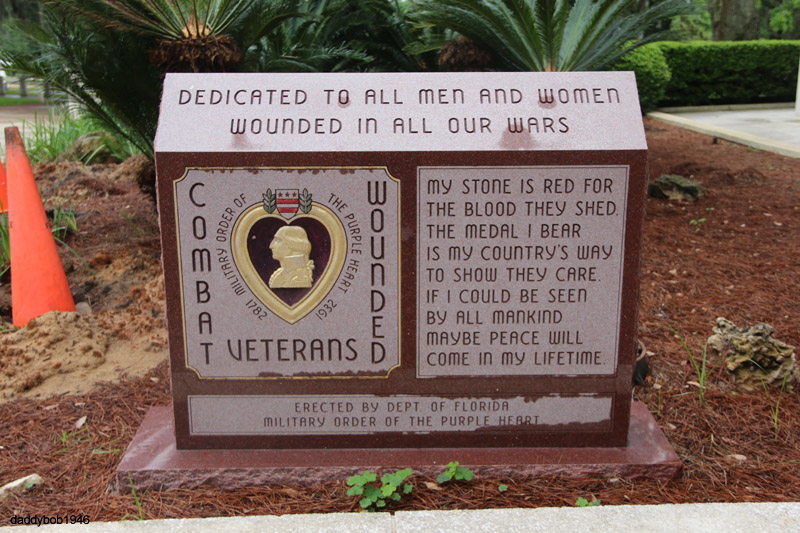 DEDICATED TO ALL MEN AND WOMEN
WOUNDED IN ALL OUR WARS
COMBAT
WOUNDED
VETERANS
MILITARY ORDER OF
THE PURPLE HEART
1782
1932
MY STONE IS RED FOR
THE BLOOD THEY SHED.
THE MEDAL I BEAR
IS MY COUNTRY'S WAY
TO SHOW THEY CARE.
IF I COULD BE SEEN
BY ALL MANKIND
MAYBE PEACE WILL
COME IN MY LIFETIME.
ERECTED BY DEPT. OF FLORIDA
MILITARY ORDER OF THE PURPLE HEART
daddybob1946